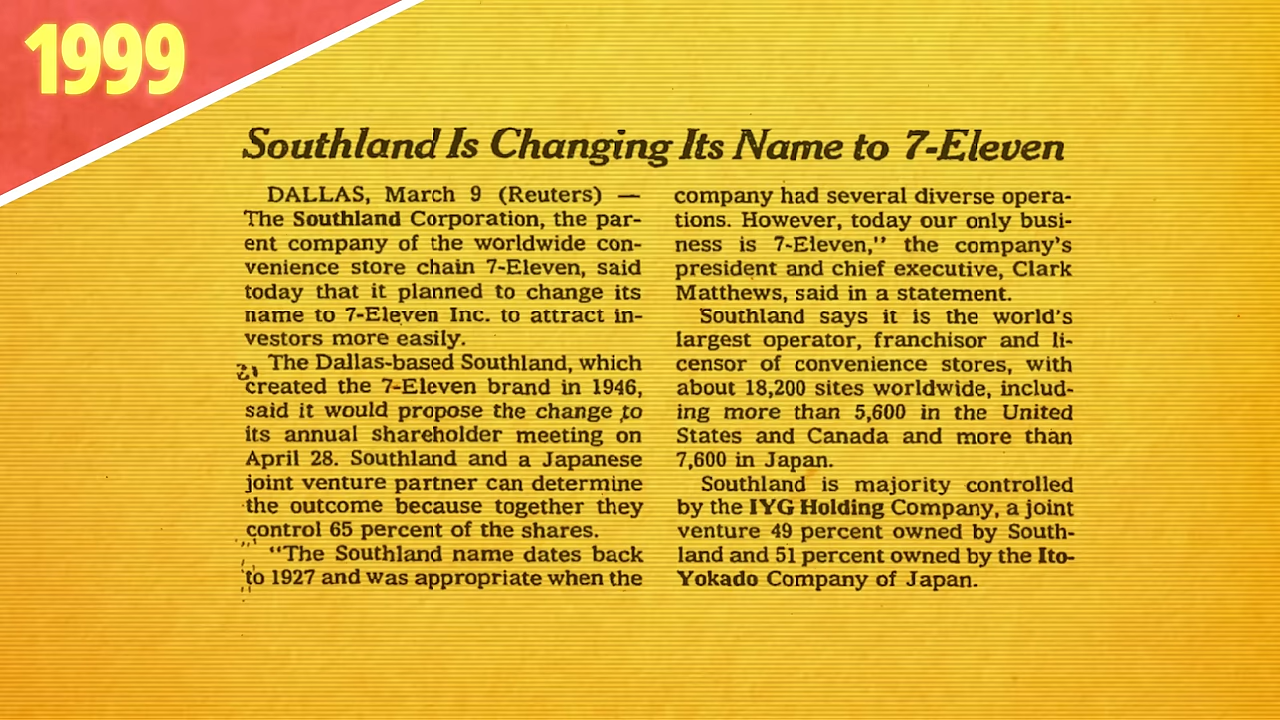 1999
Southland Is Changing Its Name to 7-Eleven
DALLAS, March 9 (Reuters) —
The Southland Corporation, the par-
ent company of the worldwide con-
venience store chain 7-Eleven, said
today that it planned to change its
name to 7-Eleven Inc. to attract in-
vestors more easily.
The Dallas-based Southland, which
created the 7-Eleven brand in 1946,
said it would propose the change to
its annual shareholder meeting on
April 28. Southland and a Japanese
joint venture partner can determine
the outcome because together they
control 65 percent of the shares.
"The Southland name dates back
to 1927 and was appropriate when the
company had several diverse opera-
tions. However, today our only busi-
ness is 7-Eleven," the company's
president and chief executive, Clark
Matthews, said in a statement.
Southland says it is the world's
largest operator, franchisor and li-
censor of convenience stores, with
about 18,200 sites worldwide, includ-
ing more than 5,600 in the United
States and Canada and more than
7,600 in Japan.
Southland is majority controlled
by the IYG Holding Company, a joint
venture 49 percent owned by South-
land and 51 percent owned by the Ito-
Yokado Company of Japan.